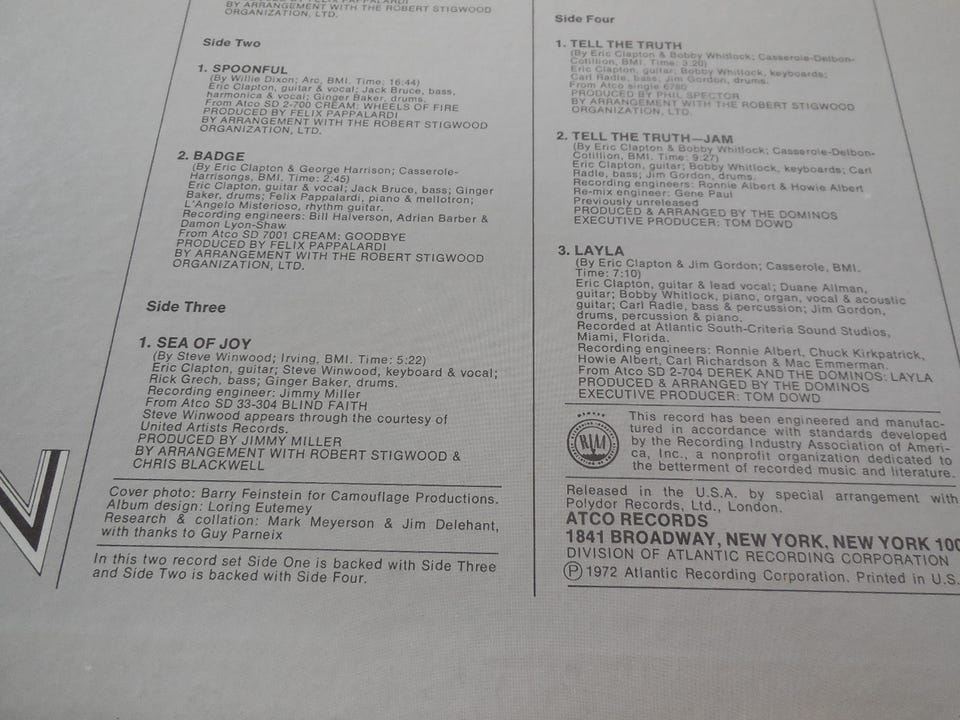 BY ARRANGEMENT WITH THE ROBERT STIGWOOD
ORGANIZATION, LTD.
Side Two
1. SPOONFUL
(By Willie Dixon; Arc, BMI. Time: 16:44)
Eric Clapton, guitar & vocal; Jack Bruce, bass,
harmonica & vocal; Ginger Baker, drums.
From Atco SD 2-700 CREAM: WHEELS OF FIRE
PRODUCED BY FELIX PAPPALARDI
BY ARRANGEMENT WITH THE ROBERT STIGWOOD
ORGANIZATION, LTD.
2. BADGE
(By Eric Clapton & George Harrison; Casserole-
Harrisongs, BMI. Time: 2:45)
Eric Clapton, guitar & vocal; Jack Bruce, bass; Ginger
Baker, drums; Felix Pappalardi, piano & mellotron;
L'Angelo Misterioso, rhythm guitar.
Recording engineers: Bill Halverson, Adrian Barber &
Damon Lyon-Shaw
From Atco SD 7001 CREAM: GOODBYE
PRODUCED BY FELIX PAPPALARDI
BY ARRANGEMENT WITH THE ROBERT STIGWOOD
ORGANIZATION, LTD.
Side Three
1. SEA OF JOY
(By Steve Winwood; Irving, BMI. Time: 5:22)
Eric Clapton, guitar; Steve Winwood, keyboard & vocal;
Rick Grech, bass; Ginger Baker, drums.
Recording engineer: Jimmy Miller
From Atco SD 33-304 BLIND FAITH
Steve Winwood appears through the courtesy of
United Artists Records.
PRODUCED BY JIMMY MILLER
BY ARRANGEMENT WITH ROBERT STIGWOOD &
CHRIS BLACKWELL
Cover photo: Barry Feinstein for Camouflage Productions.
Album design: Loring Eutemey
Research & collation: Mark Meyerson & Jim Delehant,
with thanks to Guy Parneix
In this two record set Side One is backed with Side Three
and Side Two is backed with Side Four.
Side Four
1. TELL THE TRUTH
(By Eric Clapton & Bobby Whitlock; Casserole-Delbon-
Cotillion, BMI. Time: 3:20)
Eric Clapton, guitar; Bobby Whitlock, keyboards;
Carl Radle, bass; Jim Gordon, drums.
From Atco single 6780
PRODUCED BY PHIL SPECTOR
BY ARRANGEMENT WITH THE ROBERT STIGWOOD
ORGANIZATION, LTD.
2. TELL THE TRUTH—JAM
(By Eric Clapton & Bobby Whitlock; Casserole-Delbon-
Cotillion, BMI. Time: 9:27)
Eric Clapton, guitar; Bobby Whitlock, keyboards; Carl
Radle, bass; Jim Gordon, drums.
Recording engineers: Ronnie Albert & Howie Albert
Re-mix engineer: Gene Paul
Previously unreleased
PRODUCED & ARRANGED BY THE DOMINOS
EXECUTIVE PRODUCER: TOM DOWD
3. LAYLA
(By Eric Clapton & Jim Gordon; Casserole, BMI.
Time: 7:10)
Eric Clapton, guitar & lead vocal; Duane Allman,
guitar; Bobby Whitlock, piano, organ, vocal & acoustic
guitar; Carl Radle, bass & percussion; Jim Gordon,
drums, percussion & piano.
Recorded at Atlantic South-Criteria Sound Studios,
Miami, Florida.
Recording engineers: Ronnie Albert, Chuck Kirkpatrick,
Howie Albert, Carl Richardson & Mac Emmerman.
From Atco SD 2-704 DEREK AND THE DOMINOS: LAYLA
PRODUCED & ARRANGED BY THE DOMINOS
EXECUTIVE PRODUCER: TOM DOWD
This record has been engineered and manufac-
tured in accordance with standards developed
by the Recording Industry Association of Ameri-
ca, Inc., a nonprofit organization dedicated to
the betterment of recorded music and literature.
Released in the U.S.A. by special arrangement with
Polydor Records, Ltd., London.
ATCO RECORDS
1841 BROADWAY, NEW YORK, NEW YORK 100
DIVISION OF ATLANTIC RECORDING CORPORATION
Ⓟ 1972 Atlantic Recording Corporation. Printed in U.S.